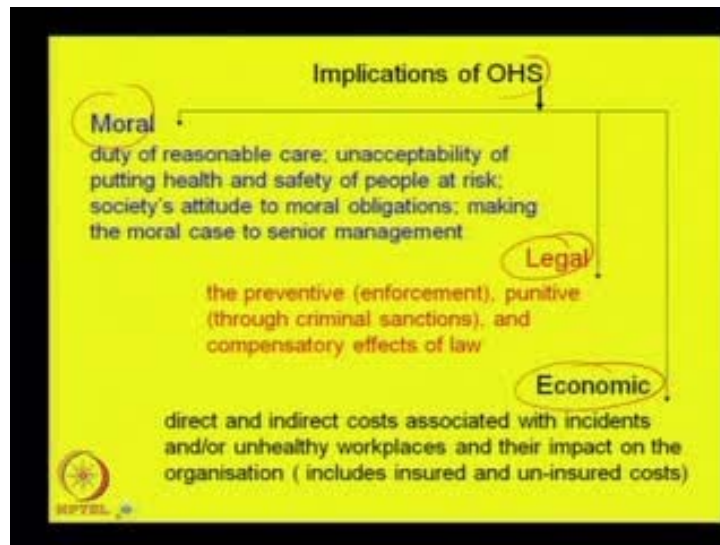 Implications of OHS
Moral
duty of reasonable care; unacceptability of
putting health and safety of people at risk;
society's attitude to moral obligations; making
the moral case to senior management
Legal
the preventive (enforcement), punitive
(through criminal sanctions), and
compensatory effects of law
Economic
direct and indirect costs associated with incidents
and/or unhealthy workplaces and their impact on the
organisation ( includes insured and un-insured costs)
NPTEL